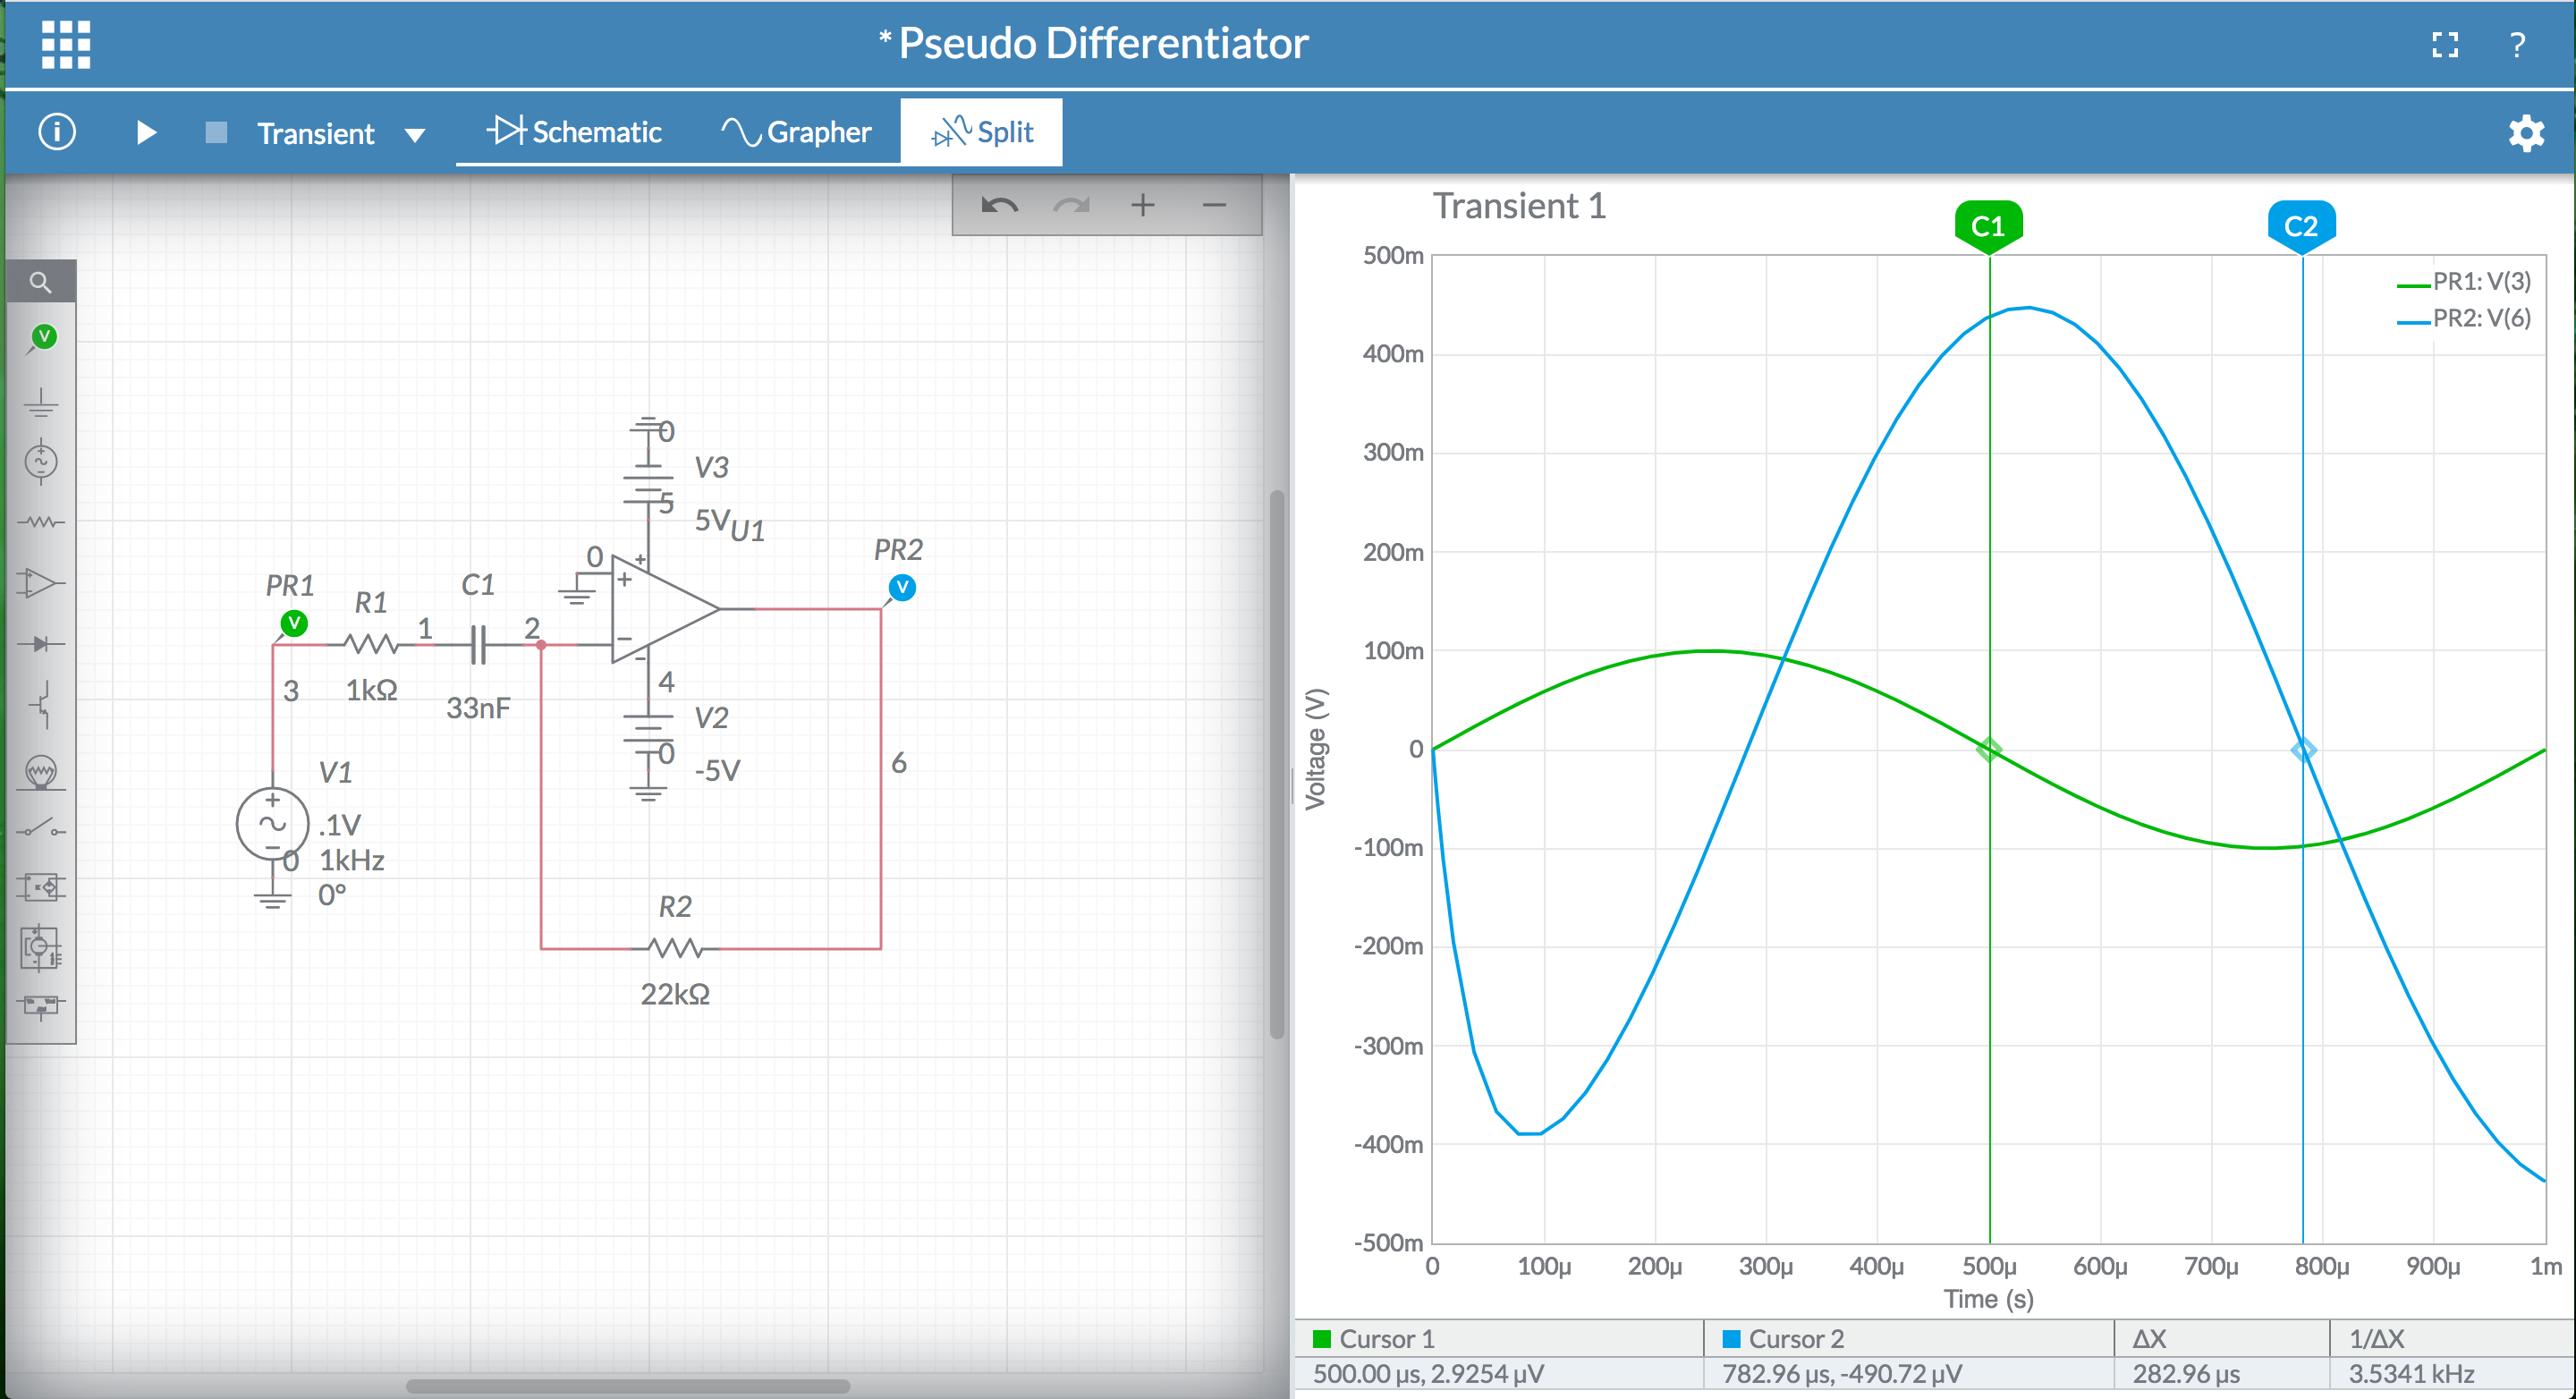 * Pseudo Differentiator
?
i
Transient
Schematic
Grapher
Split
V
0
V3
5
5V
U1
0
+
+
PR1
V
R1
1
C1
2
−
-
PR2
V
3
1kΩ
33nF
4
V2
0
-5V
6
V1
+
.1V
−
0
1kHz
0°
R2
22kΩ
Transient 1
C1
C2
PR1: V(3)
PR2: V(6)
500m
400m
300m
200m
100m
0
-100m
-200m
-300m
-400m
-500m
Voltage (V)
0 100µ 200µ 300µ 400µ 500µ 600µ 700µ 800µ 900µ 1m
Time (s)
Cursor 1 Cursor 2 ΔX 1/ΔX
500.00 µs, 2.9254 µV 782.96 µs, -490.72 µV 282.96 µs 3.5341 kHz